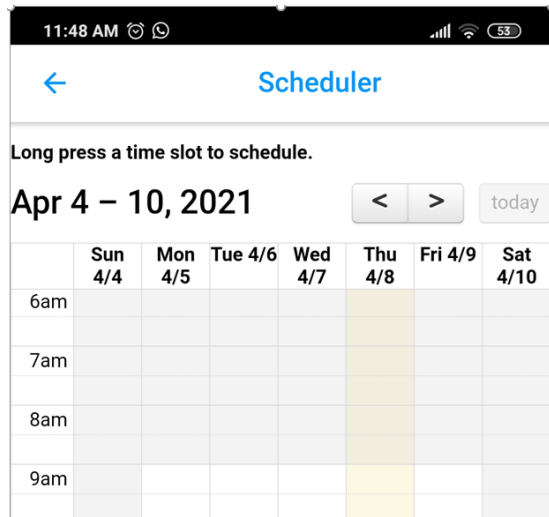 11:48 AM 53
Scheduler
Long press a time slot to schedule.
Apr 4 – 10, 2021 < > today
Sun 4/4 Mon 4/5 Tue 4/6 Wed 4/7 Thu 4/8 Fri 4/9 Sat 4/10
6am
7am
8am
9am